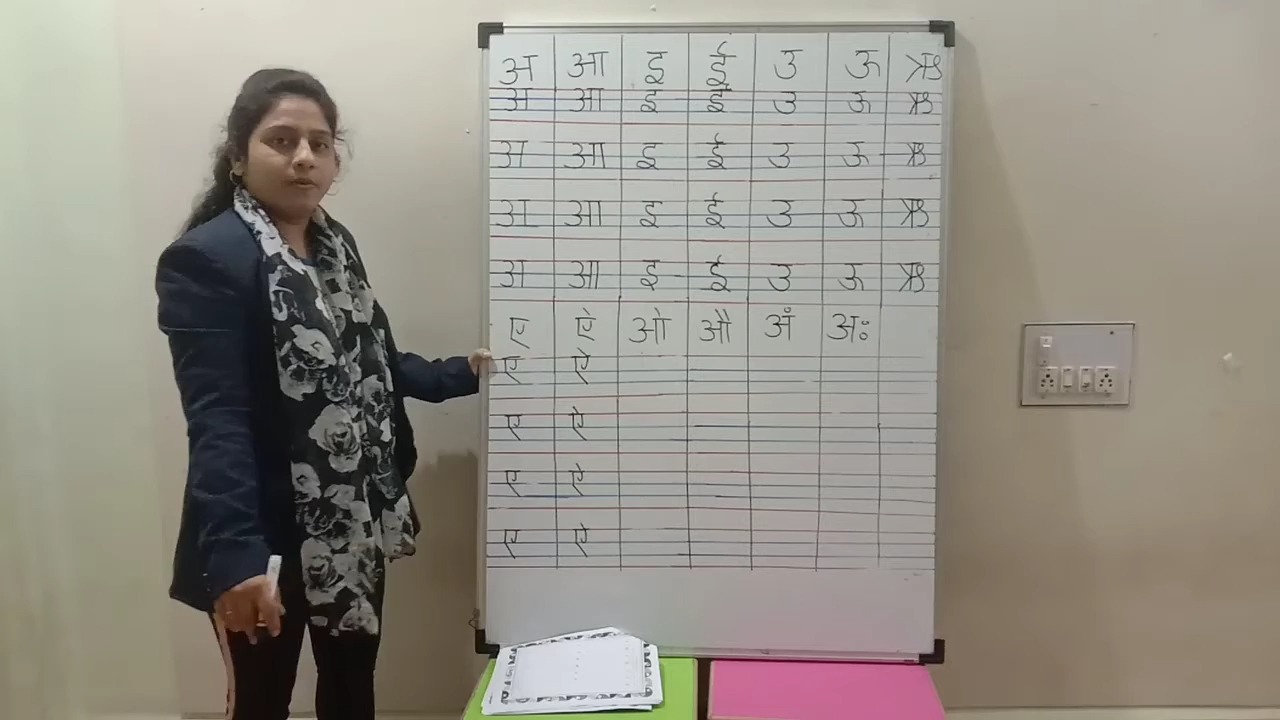 अ आ इ ई उ ऊ ऋ
अ आ इ ई उ ऊ ऋ
अ आ इ ई उ ऊ ऋ
अ आ इ ई उ ऊ ऋ
अ आ इ ई उ ऊ ऋ
ए ऐ ओ औ अं अः
ए ऐ
ए ऐ
ए ऐ
ए ऐ